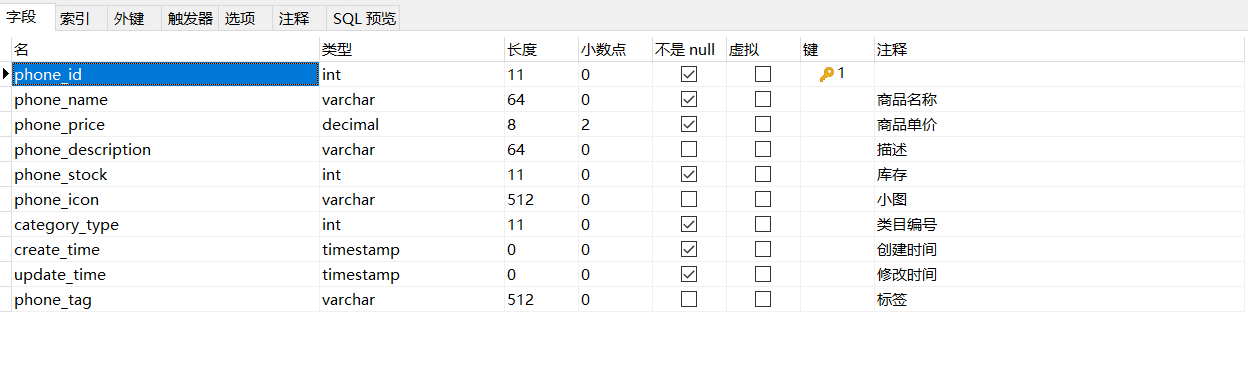 字段 索引 外键 触发器 选项 注释 SQL 预览
名 类型 长度 小数点 不是 null 虚拟 键 注释
phone_id int 11 0 1
phone_name varchar 64 0 商品名称
phone_price decimal 8 2 商品单价
phone_description varchar 64 0 描述
phone_stock int 11 0 库存
phone_icon varchar 512 0 小图
category_type int 11 0 类目编号
create_time timestamp 0 0 创建时间
update_time timestamp 0 0 修改时间
phone_tag varchar 512 0 标签